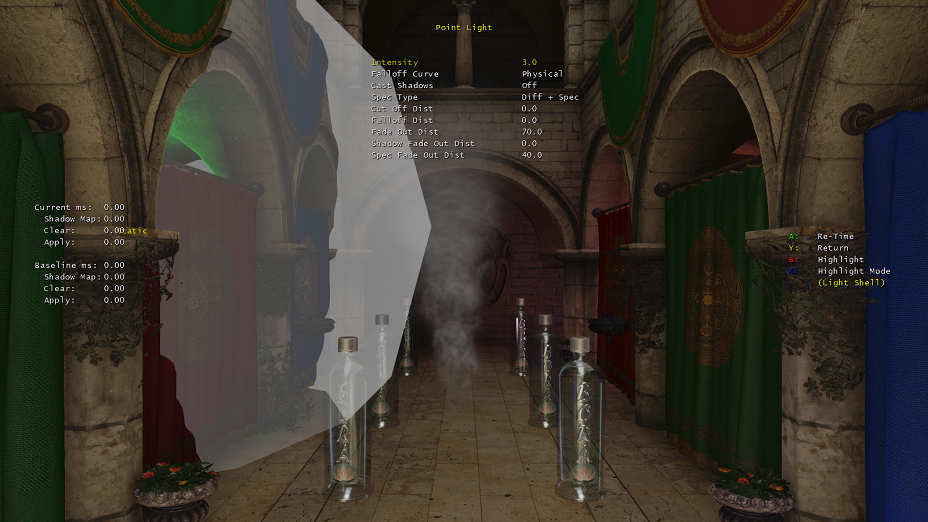 Point Light
Intensity 3.0
Falloff Curve Physical
Cast Shadows Off
Spec Type Diff + Spec
Cut Off Dist 0.0
Falloff Dist 0.0
Fade Out Dist 70.0
Shadow Fade Out Dist 0.0
Spec Fade Out Dist 40.0
Current ms: 0.00
Shadow Map: 0.00
Clear: 0.00 atic
Apply: 0.00
Baseline ms: 0.00
Shadow Map: 0.00
Clear: 0.00
Apply: 0.00
A: Re-Time
Y: Return
B: Highlight
X: Highlight Mode
(Light Shell)